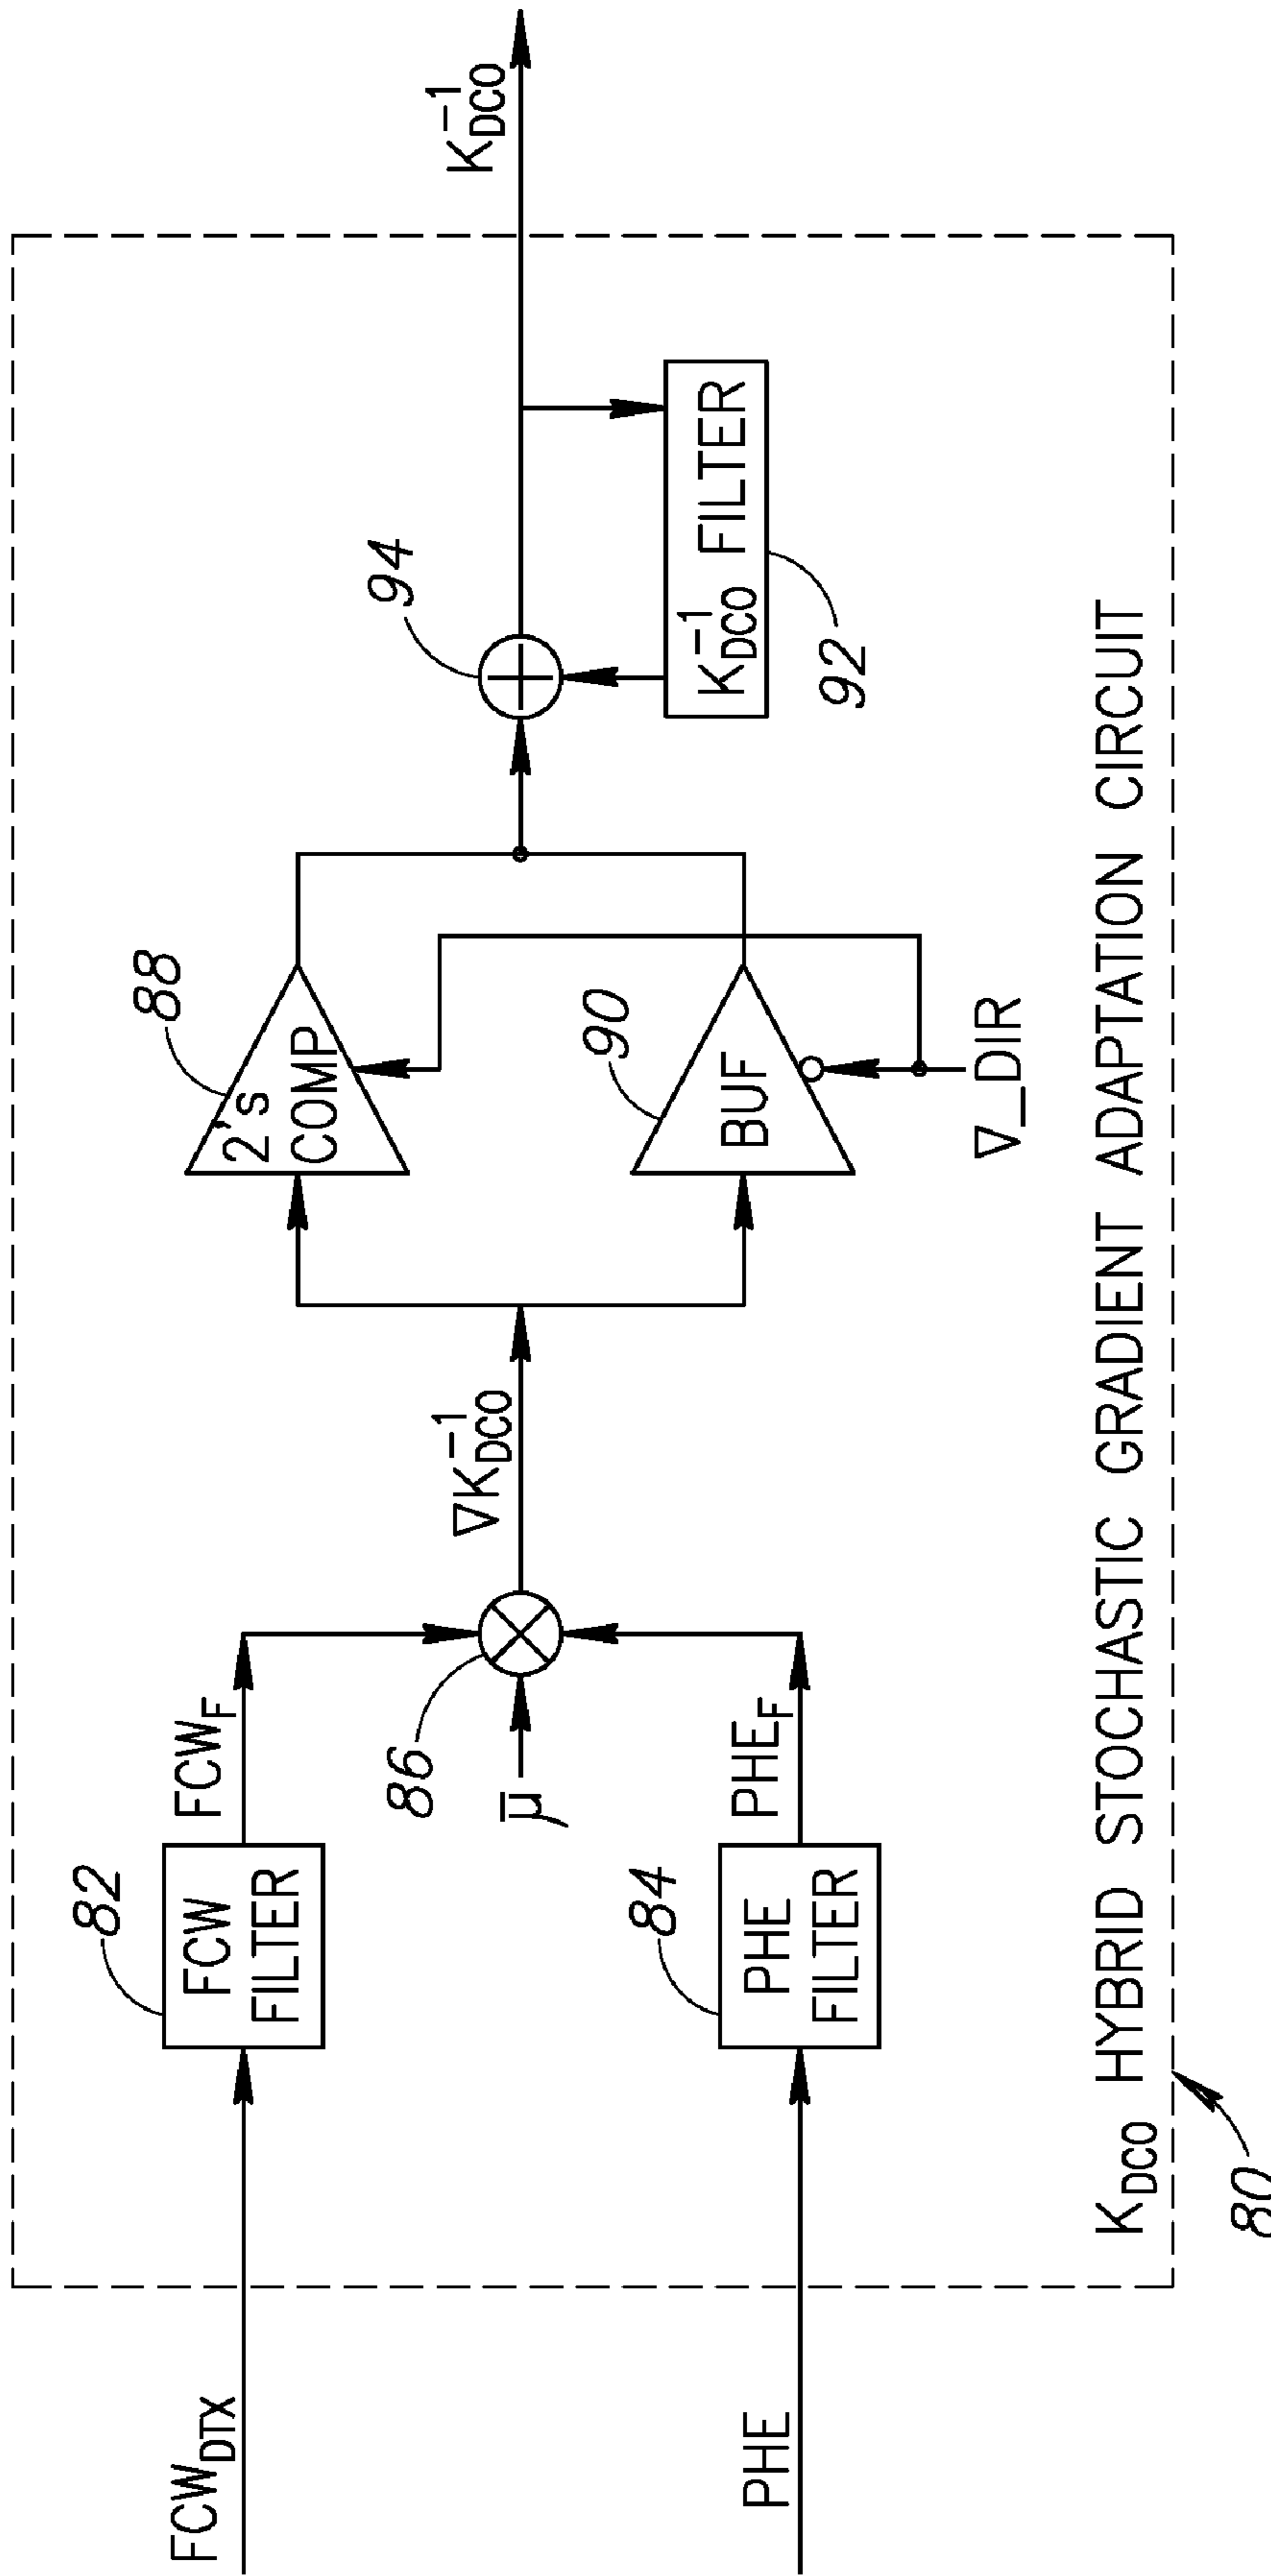 FCW_DTX
82
FCW
FILTER
FCW_F
86
μ̄
∇K_DCO^-1
88
2's
COMP
94
K_DCO^-1
PHE
84
PHE
FILTER
PHE_F
90
BUF
∇_DIR
K_DCO^-1 FILTER
92
K_DCO HYBRID STOCHASTIC GRADIENT ADAPTATION CIRCUIT
80